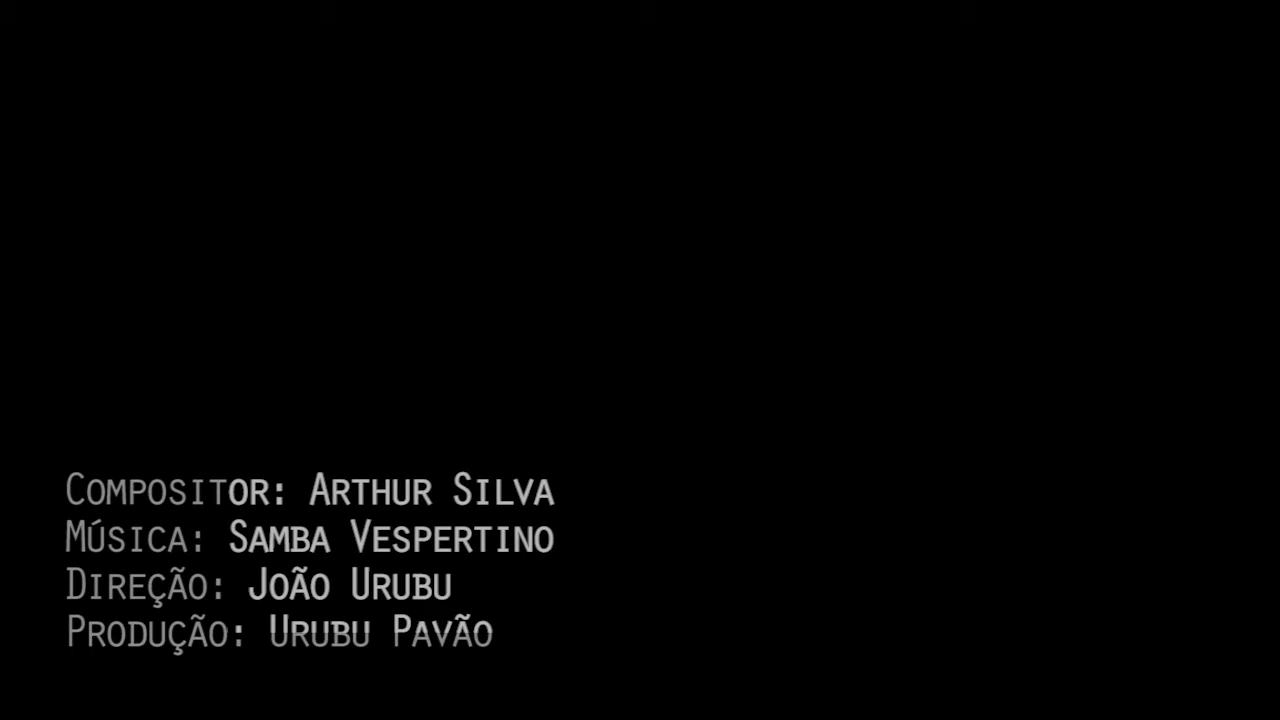 Compositor: Arthur Silva
Música: Samba Vespertino
Direção: João Urubu
Produção: Urubu Pavão